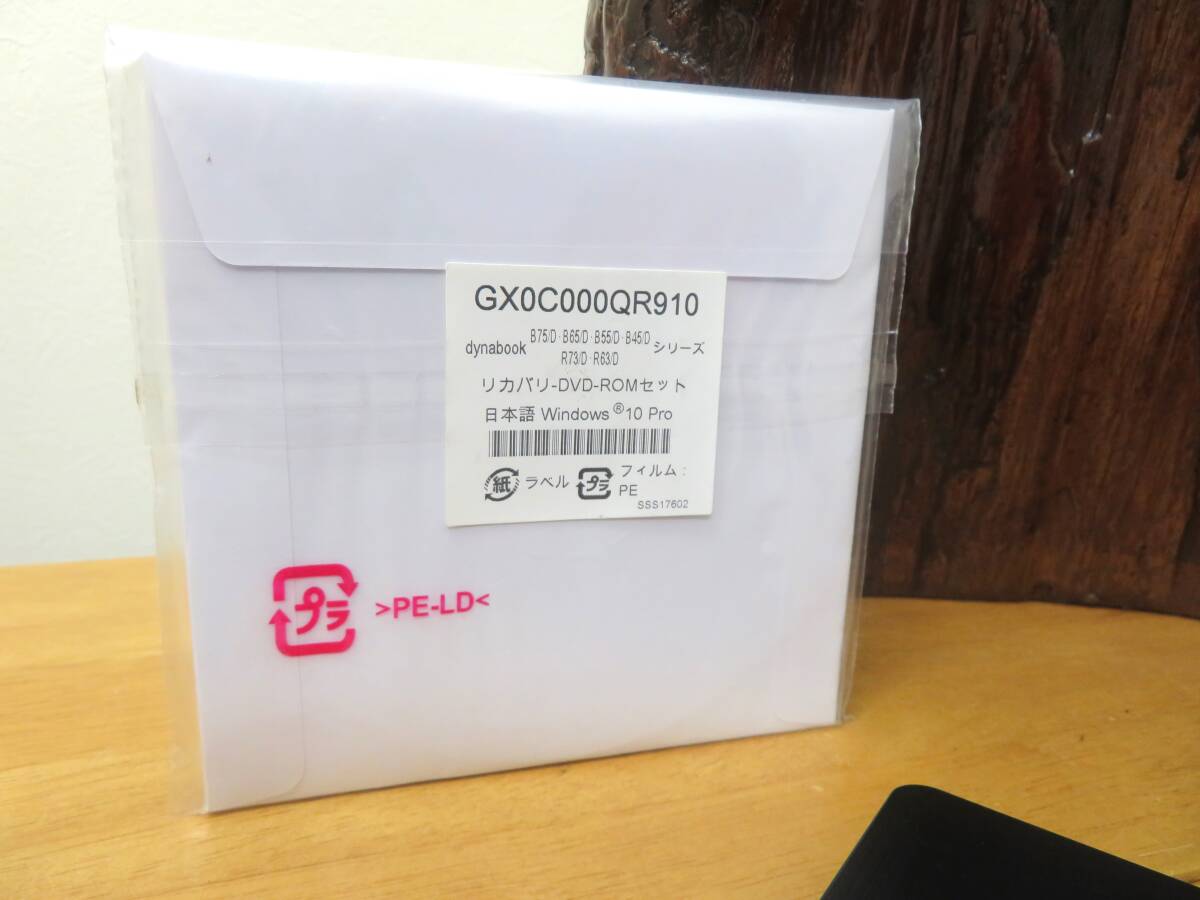 GX0C000QR910
dynabook B75/D・B65/D・B55/D・B45/D シリーズ
R73/D・R63/D
リカバリ-DVD-ROMセット
日本語 Windows®10 Pro
紙 ラベル プラ フィルム:
PE
SSS17602
プラ >PE-LD<